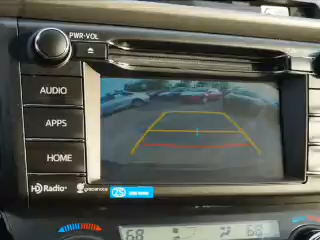 PWR•VOL
AUDIO
APPS
HOME
HD Radio
gracenote
68
68